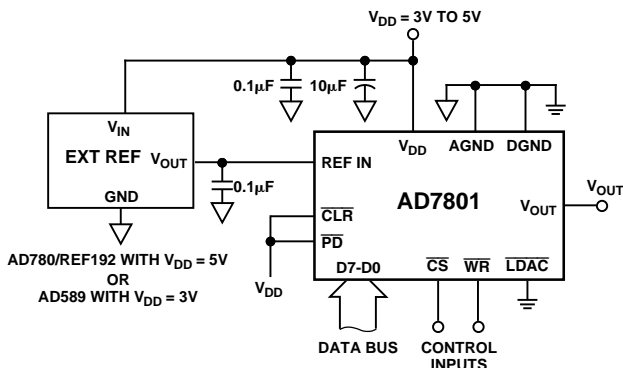 V_DD = 3V TO 5V
0.1µF
10µF
V_IN
EXT REF
V_OUT
GND
0.1µF
V_DD
AGND
DGND
REF IN
AD7801
V_OUT
V_OUT
CLR
PD
D7-D0
CS
WR
LDAC
V_DD
AD780/REF192 WITH V_DD = 5V
OR
AD589 WITH V_DD = 3V
DATA BUS
CONTROL
INPUTS